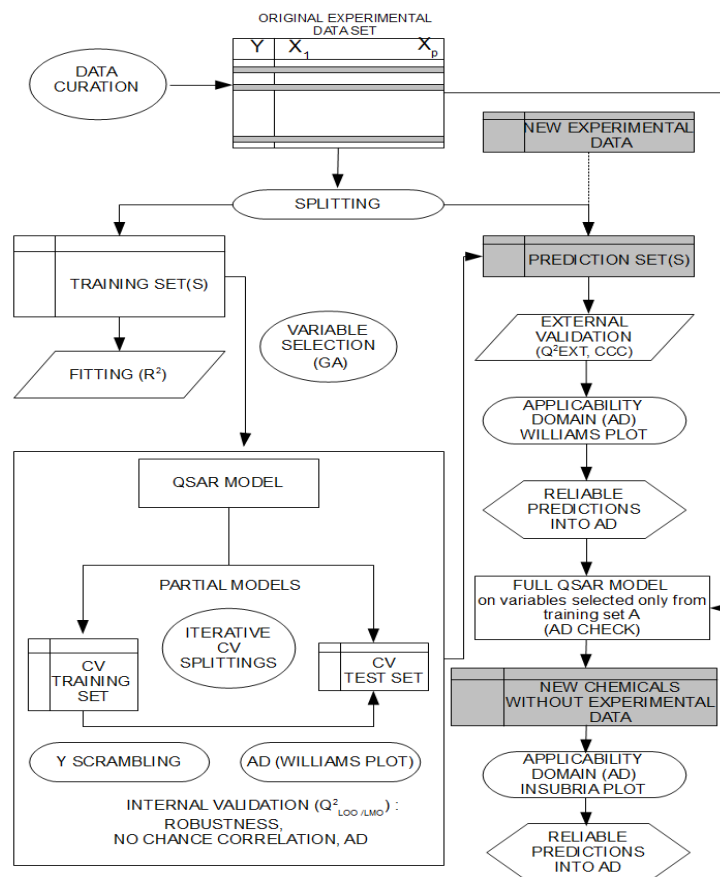 ORIGINAL EXPERIMENTAL
DATA SET
Y X1 Xp
DATA
CURATION
NEW EXPERIMENTAL
DATA
SPLITTING
TRAINING SET(S)
PREDICTION SET(S)
VARIABLE
SELECTION
(GA)
FITTING (R²)
EXTERNAL
VALIDATION
(Q²EXT, CCC)
APPLICABILITY
DOMAIN (AD)
WILLIAMS PLOT
QSAR MODEL
RELIABLE
PREDICTIONS
INTO AD
PARTIAL MODELS
FULL QSAR MODEL
on variables selected only from
training set A
(AD CHECK)
ITERATIVE
CV
SPLITTINGS
CV
TRAINING
SET
CV
TEST SET
NEW CHEMICALS
WITHOUT EXPERIMENTAL
DATA
Y SCRAMBLING
AD (WILLIAMS PLOT)
APPLICABILITY
DOMAIN (AD)
INSUBRIA PLOT
INTERNAL VALIDATION (Q²LOO /LMO) :
ROBUSTNESS,
NO CHANCE CORRELATION, AD
RELIABLE
PREDICTIONS
INTO AD